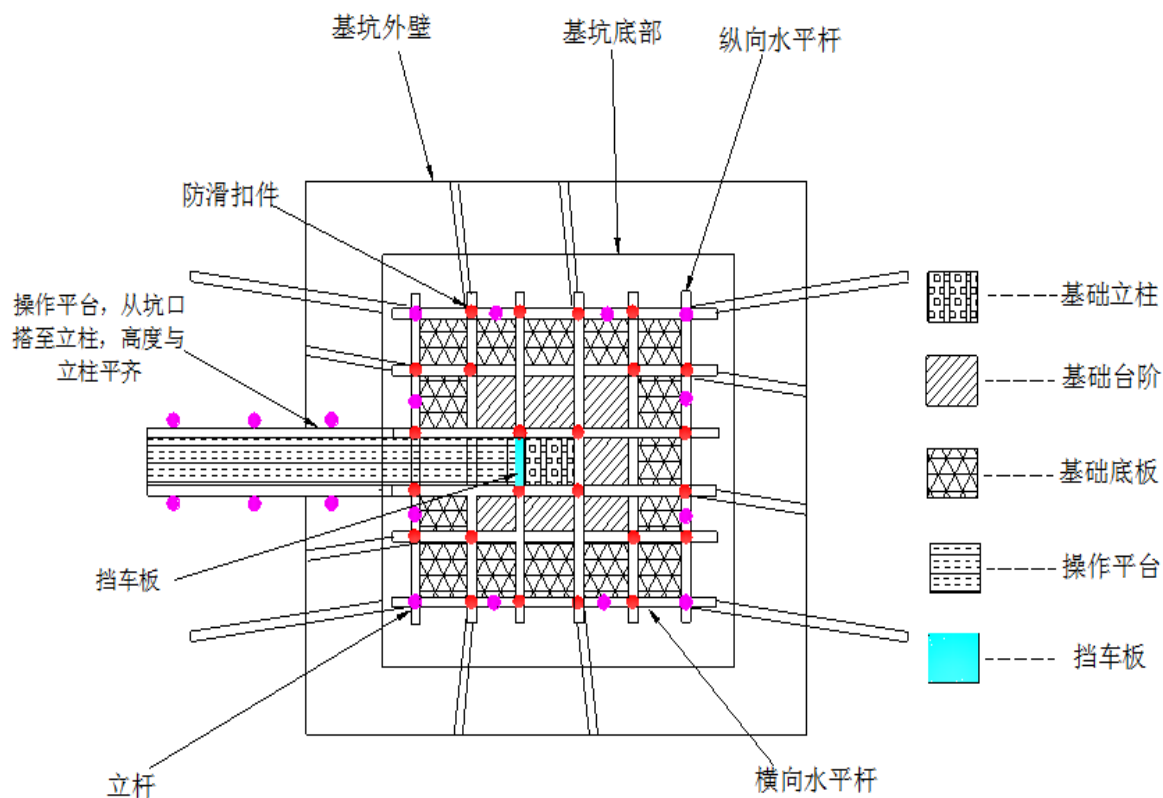 基坑外壁
基坑底部
纵向水平杆
防滑扣件
操作平台，从坑口
搭至立柱，高度与
立柱平齐
挡车板
立杆
横向水平杆
基础立柱
基础台阶
基础底板
操作平台
挡车板